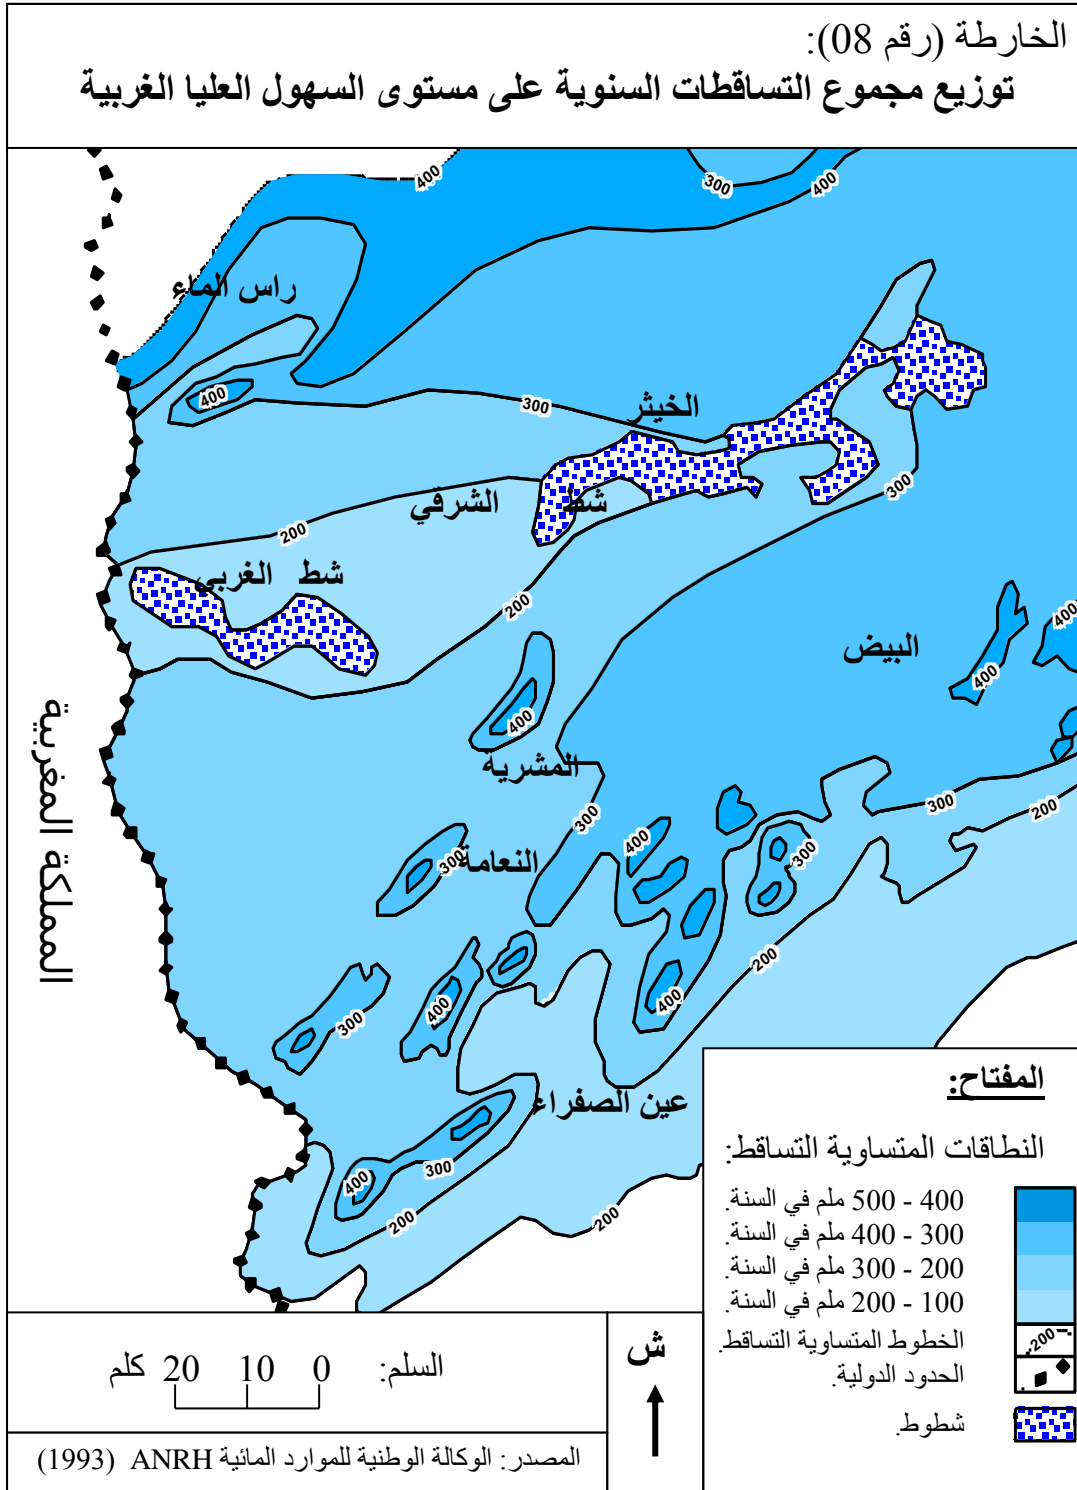 الخارطة (رقم 08):
توزيع مجموع التساقطات السنوية على مستوى السهول العليا الغربية
400
300
400
راس الماء
400
300
الخيثر
300
200
شط الشرقي
شط الغربي
200
400
400
البيض
400
المشرية
المملكة المغربية
300
300
200
400
300
النعامة
300
200
400
400
300
عين الصفراء
300
400
200
200
المفتاح:
النطاقات المتساوية التساقط:
400 - 500 ملم في السنة.
300 - 400 ملم في السنة.
200 - 300 ملم في السنة.
100 - 200 ملم في السنة.
الخطوط المتساوية التساقط.
200
الحدود الدولية.
شطوط.
السلم: 0 10 20 كلم
ش
المصدر: الوكالة الوطنية للموارد المائية ANRH (1993)